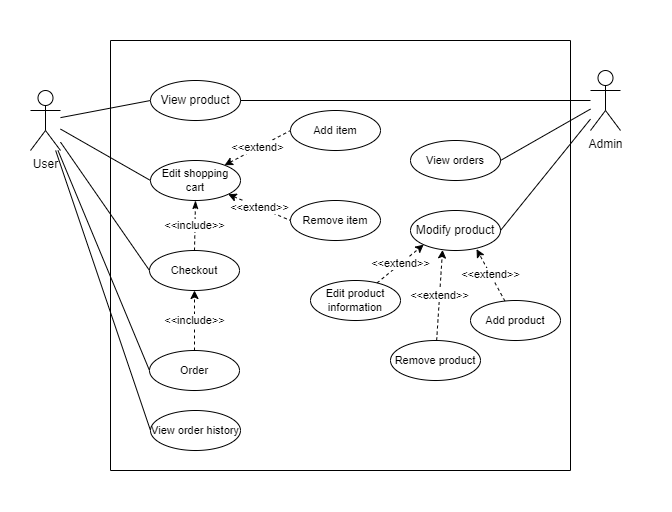 View product
Add item
<<extend>
View orders
User
Admin
Edit shopping
cart
<<extend>>
Remove item
<<include>>
Modify product
Checkout
<<extend>>
<<extend>>
Edit product
information
<<extend>>
<<include>>
Add product
Order
Remove product
View order history